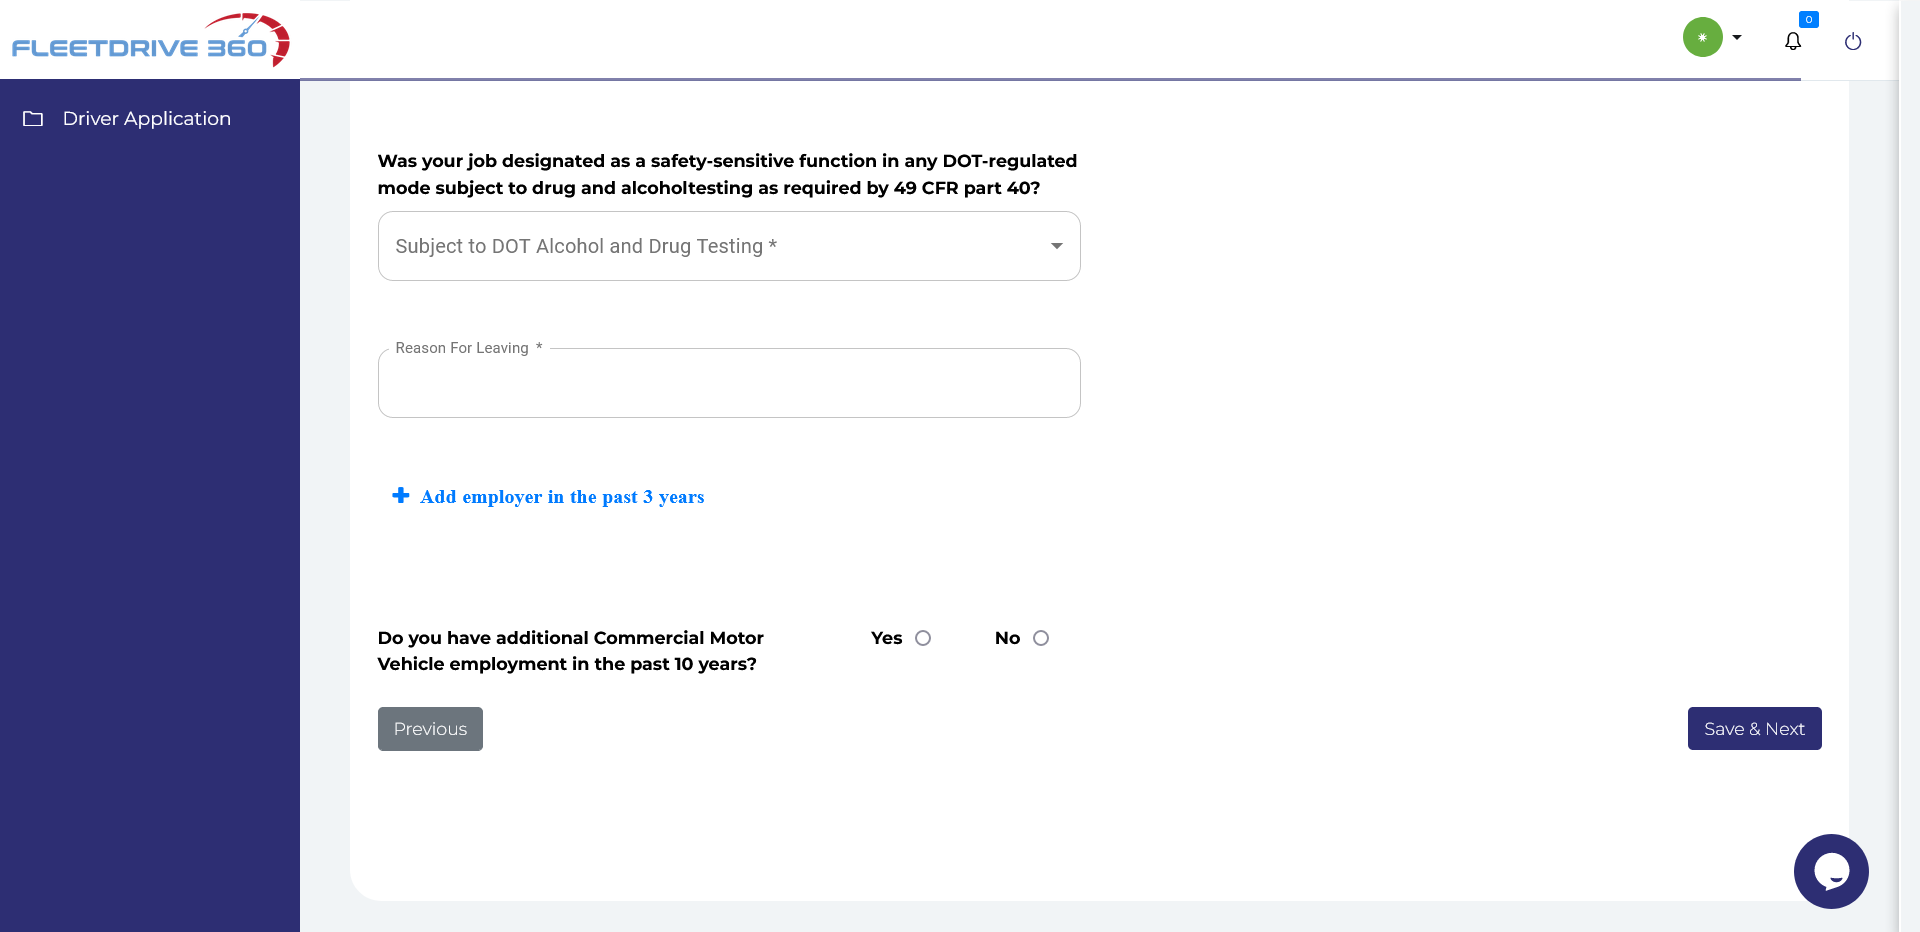 FLEETDRIVE 360
0
Driver Application
Was your job designated as a safety-sensitive function in any DOT-regulated
mode subject to drug and alcoholtesting as required by 49 CFR part 40?
Subject to DOT Alcohol and Drug Testing *
Reason For Leaving *
Add employer in the past 3 years
Do you have additional Commercial Motor
Vehicle employment in the past 10 years?
Yes
No
Previous
Save & Next